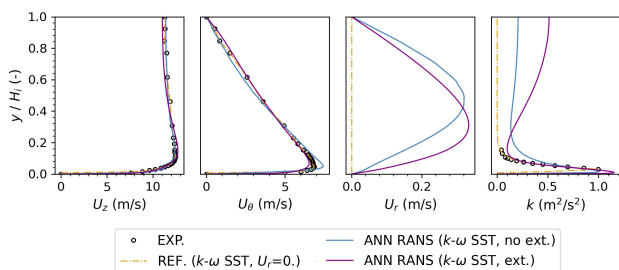 1.0
0.8
0.6
0.4
0.2
0.0
y / H_i (-)
0 5 10
0 5
0.0 0.2
0.0 0.5 1.0
U_z (m/s)
U_θ (m/s)
U_r (m/s)
k (m²/s²)
EXP.
REF. (k-ω SST, U_r=0.)
ANN RANS (k-ω SST, no ext.)
ANN RANS (k-ω SST, ext.)